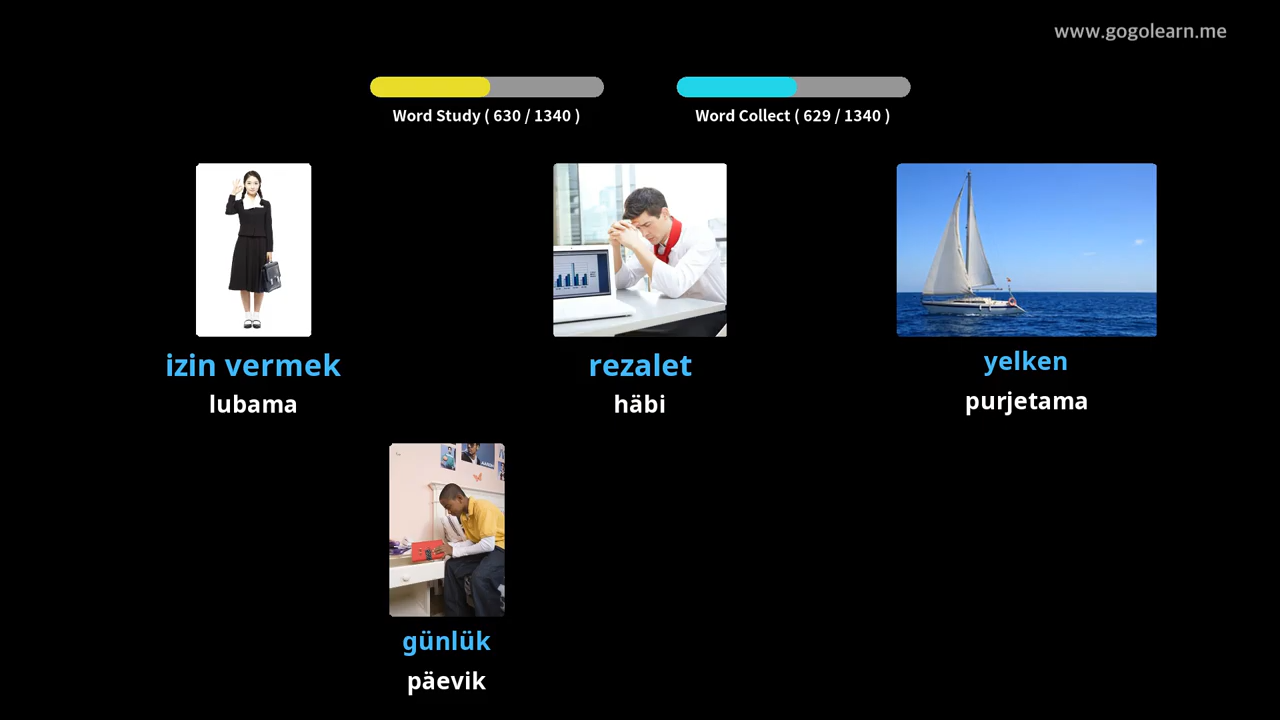 www.gogolearn.me
Word Study ( 630 / 1340 )
Word Collect ( 629 / 1340 )
izin vermek
lubama
rezalet
häbi
yelken
purjetama
günlük
päevik